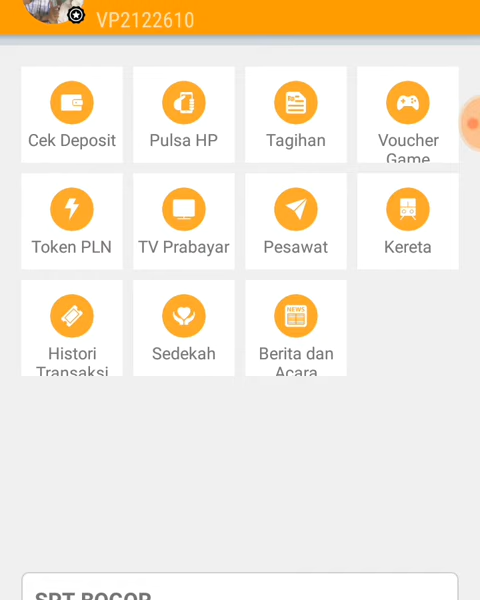 VP2122610
Cek Deposit
Pulsa HP
Tagihan
Voucher
Game
Token PLN
TV Prabayar
Pesawat
Kereta
Histori
Transaksi
Sedekah
NEWS
Berita dan
Acara
SPT BOGOR